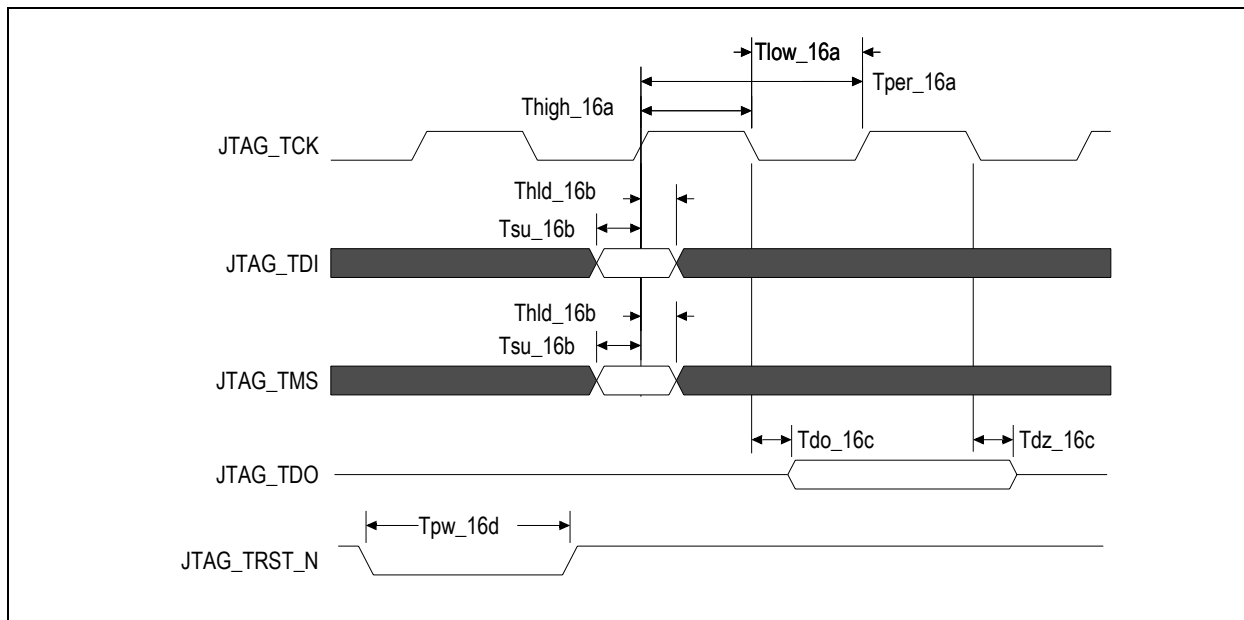 Tlow_16a
Tper_16a
Thigh_16a
JTAG_TCK
Thld_16b
Tsu_16b
JTAG_TDI
Thld_16b
Tsu_16b
JTAG_TMS
Tdo_16c
Tdz_16c
JTAG_TDO
Tpw_16d
JTAG_TRST_N